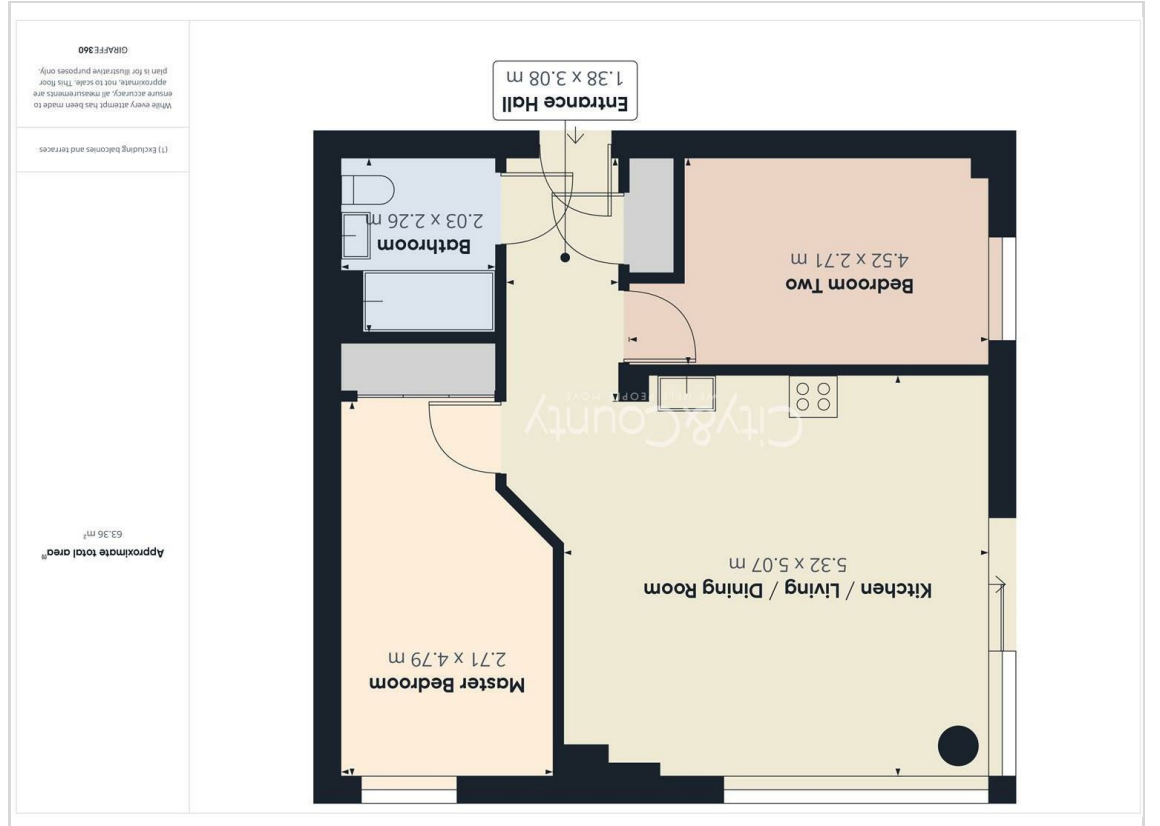 Master Bedroom
2.71 x 4.79 m
Kitchen / Living / Dining Room
5.32 x 5.07 m
City&County
Bedroom Two
4.52 x 2.71 m
Bathroom
2.03 x 2.26 m
Entrance Hall
1.38 x 3.08 m
Approximate total area⁽¹⁾
63.36 m²
(1) Excluding balconies and terraces
While every attempt has been made to
ensure accuracy, all measurements are
approximate, not to scale. This floor
plan is for illustrative purposes only.
GIRAFFE360